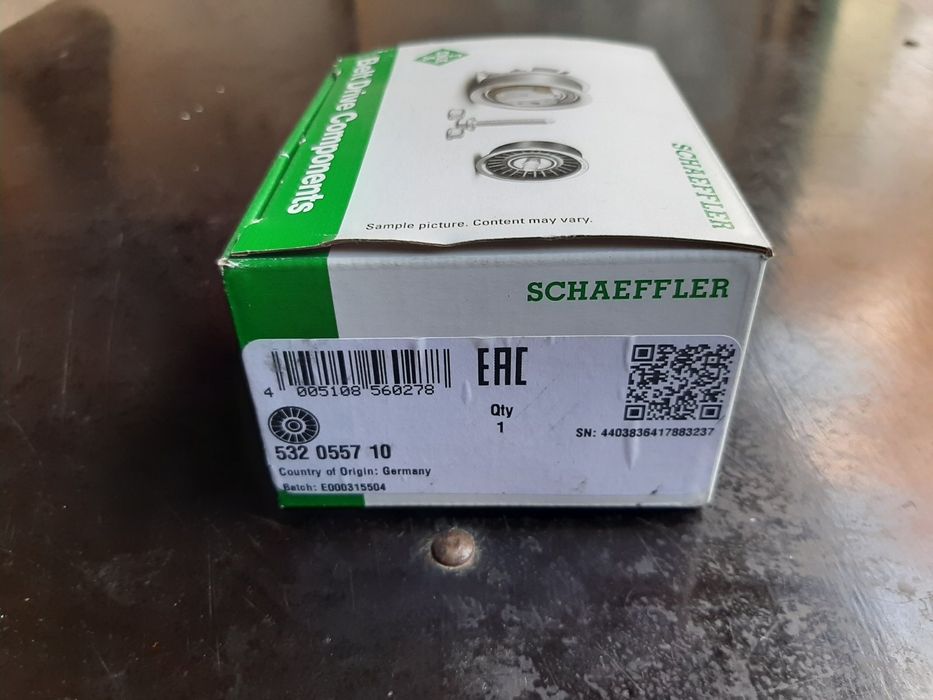 INA
Belt Drive Components
SCHAEFFLER
Sample picture. Content may vary.
SCHAEFFLER
4 005108 560278
EAC
Qty
1
SN: 4403836417883237
532 0557 10
Country of Origin: Germany
Batch: E000315504